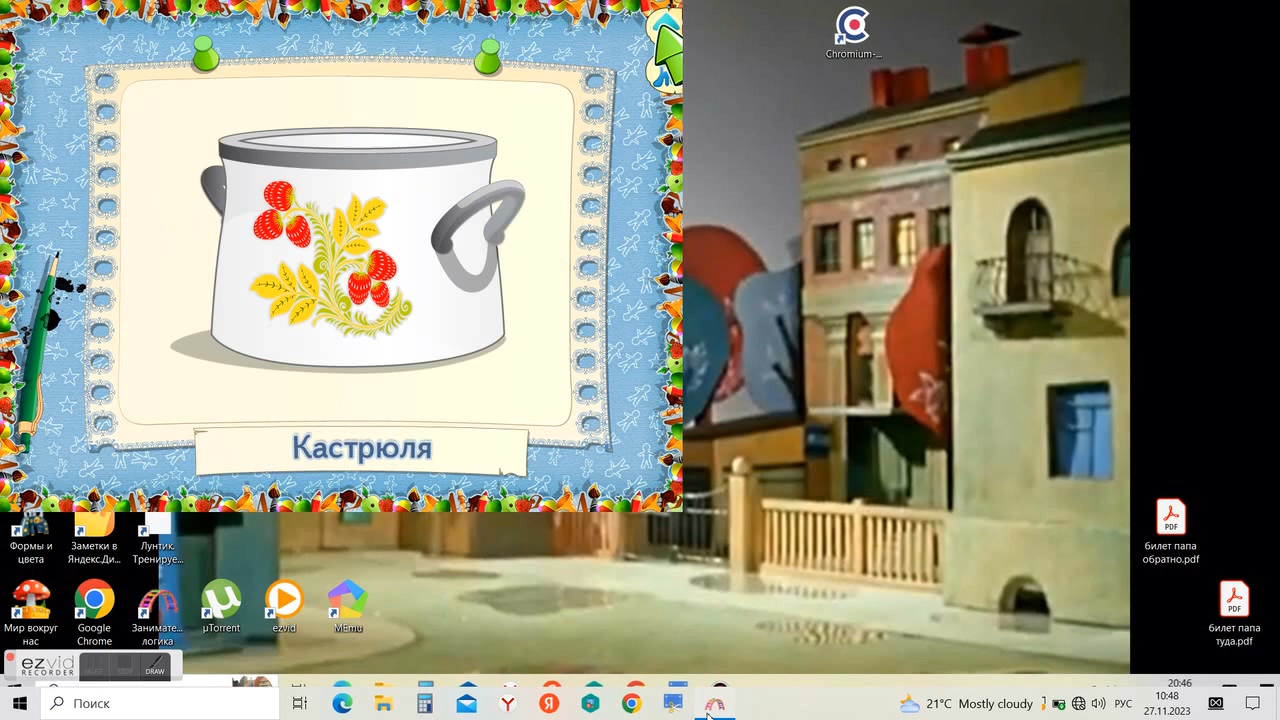 Chromium-...
Кастрюля
Формы и
цвета
Заметки в
Яндекс.Ди...
Лунтик.
Тренируе...
Мир вокруг
нас
Google
Chrome
Занимате...
логика
µTorrent
ezvid
MEmu
PDF
билет папа
обратно.pdf
PDF
билет папа
туда.pdf
ezvid
RECORDER
DRAW
Поиск
21°C Mostly cloudy
РУС
20:46
10:48
27.11.2023